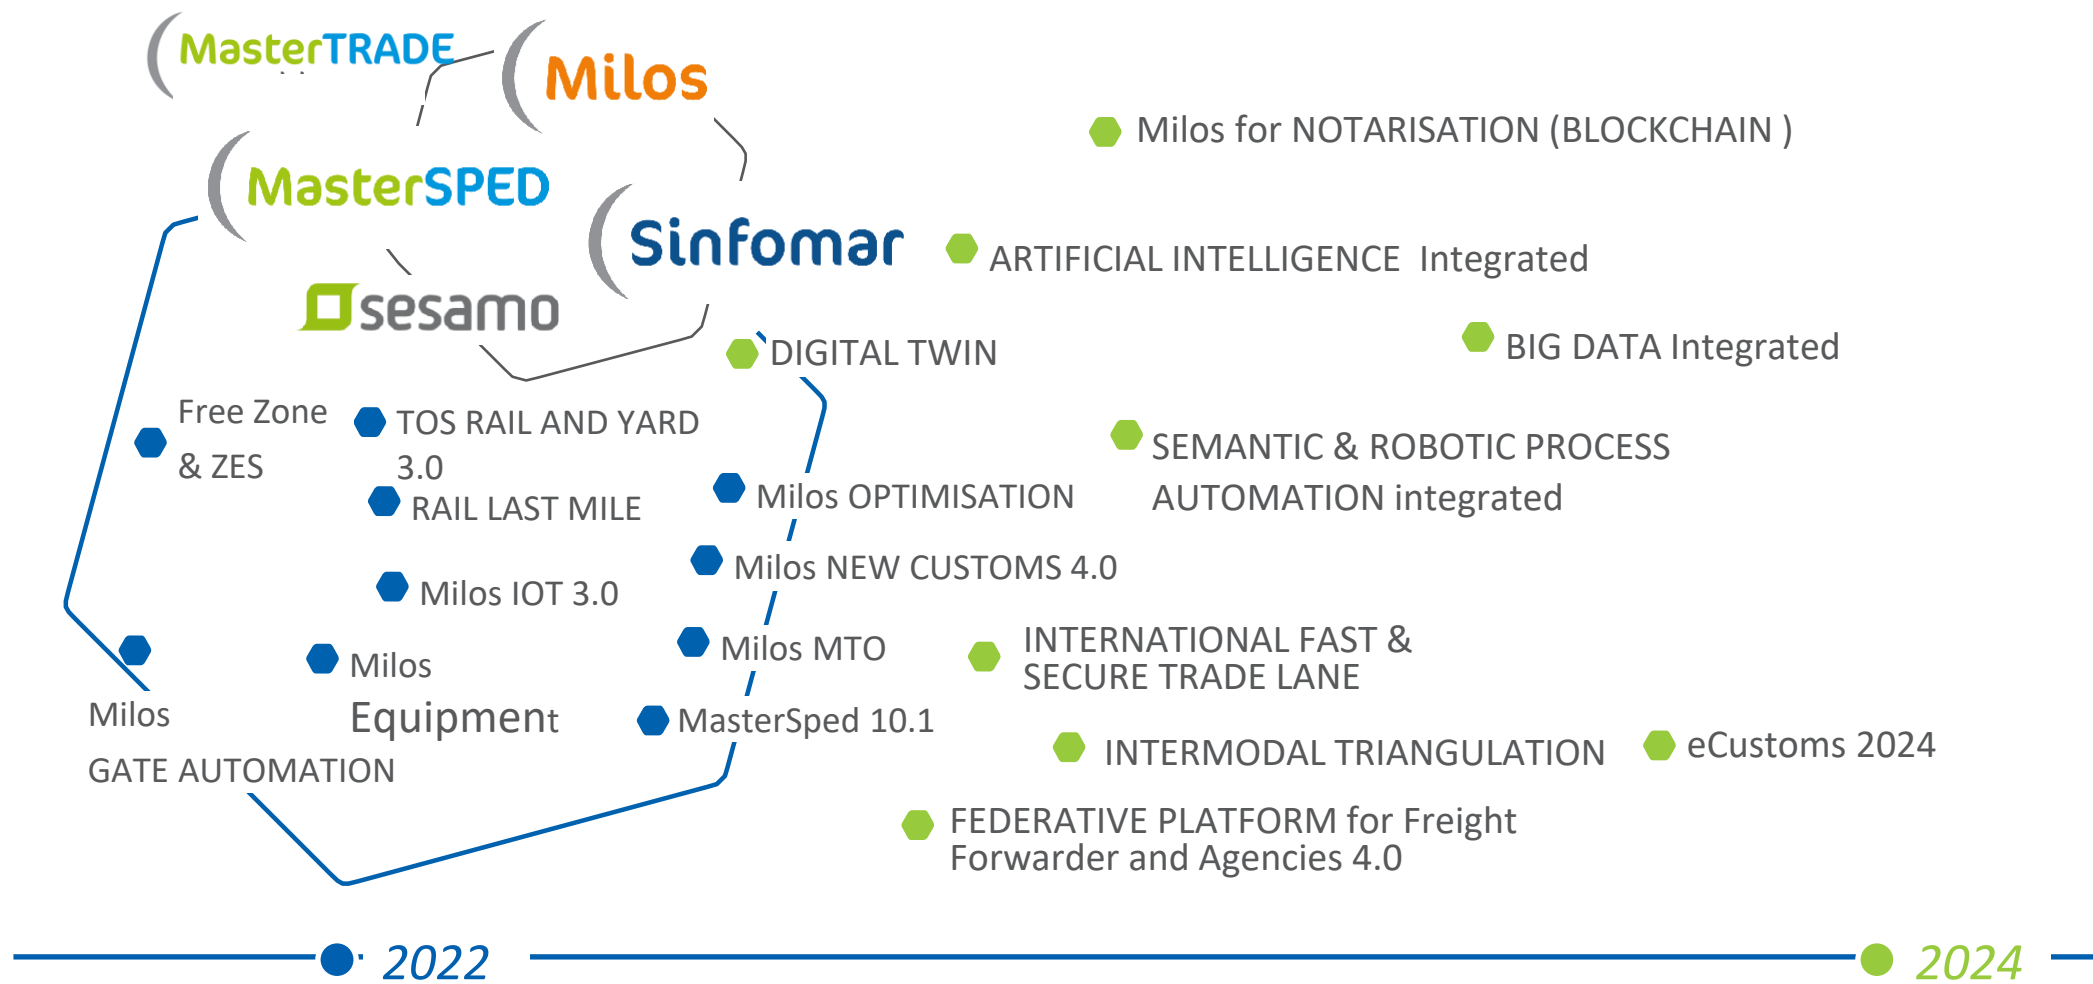 MasterTRADE
Milos
MasterSPED
Sinfomar
sesamo
Milos for NOTARISATION (BLOCKCHAIN )
ARTIFICIAL INTELLIGENCE Integrated
DIGITAL TWIN
BIG DATA Integrated
Free Zone
& ZES
TOS RAIL AND YARD
3.0
RAIL LAST MILE
Milos OPTIMISATION
SEMANTIC & ROBOTIC PROCESS
AUTOMATION integrated
Milos IOT 3.0
Milos NEW CUSTOMS 4.0
Milos
GATE AUTOMATION
Milos
Equipment
Milos MTO
MasterSped 10.1
INTERNATIONAL FAST &
SECURE TRADE LANE
INTERMODAL TRIANGULATION
eCustoms 2024
FEDERATIVE PLATFORM for Freight
Forwarder and Agencies 4.0
2022
2024